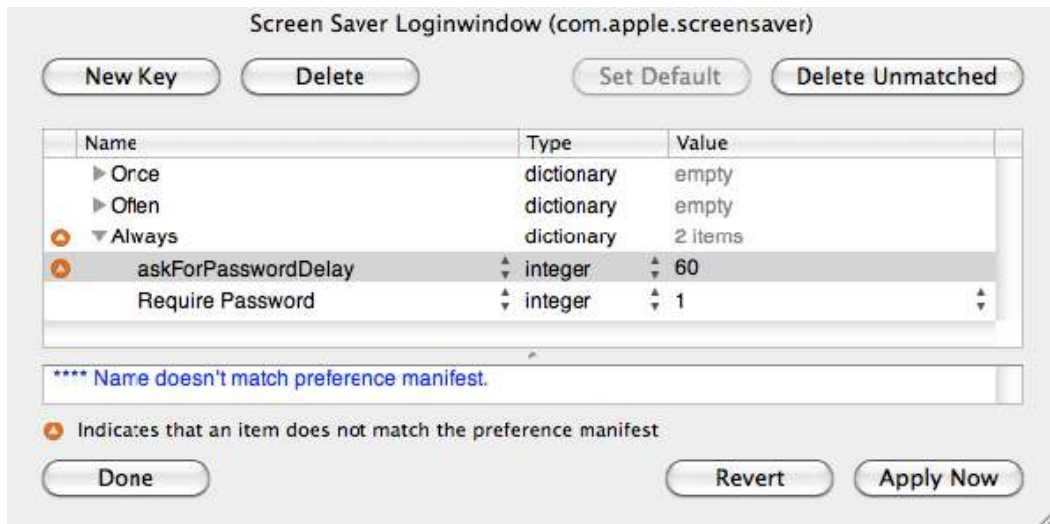 Screen Saver Loginwindow (com.apple.screensaver)
New Key Delete Set Default Delete Unmatched
Name Type Value
Once dictionary empty
Often dictionary empty
Always dictionary 2 items
askForPasswordDelay integer 60
Require Password integer 1
**** Name doesn't match preference manifest.
Indicates that an item does not match the preference manifest
Done Revert Apply Now